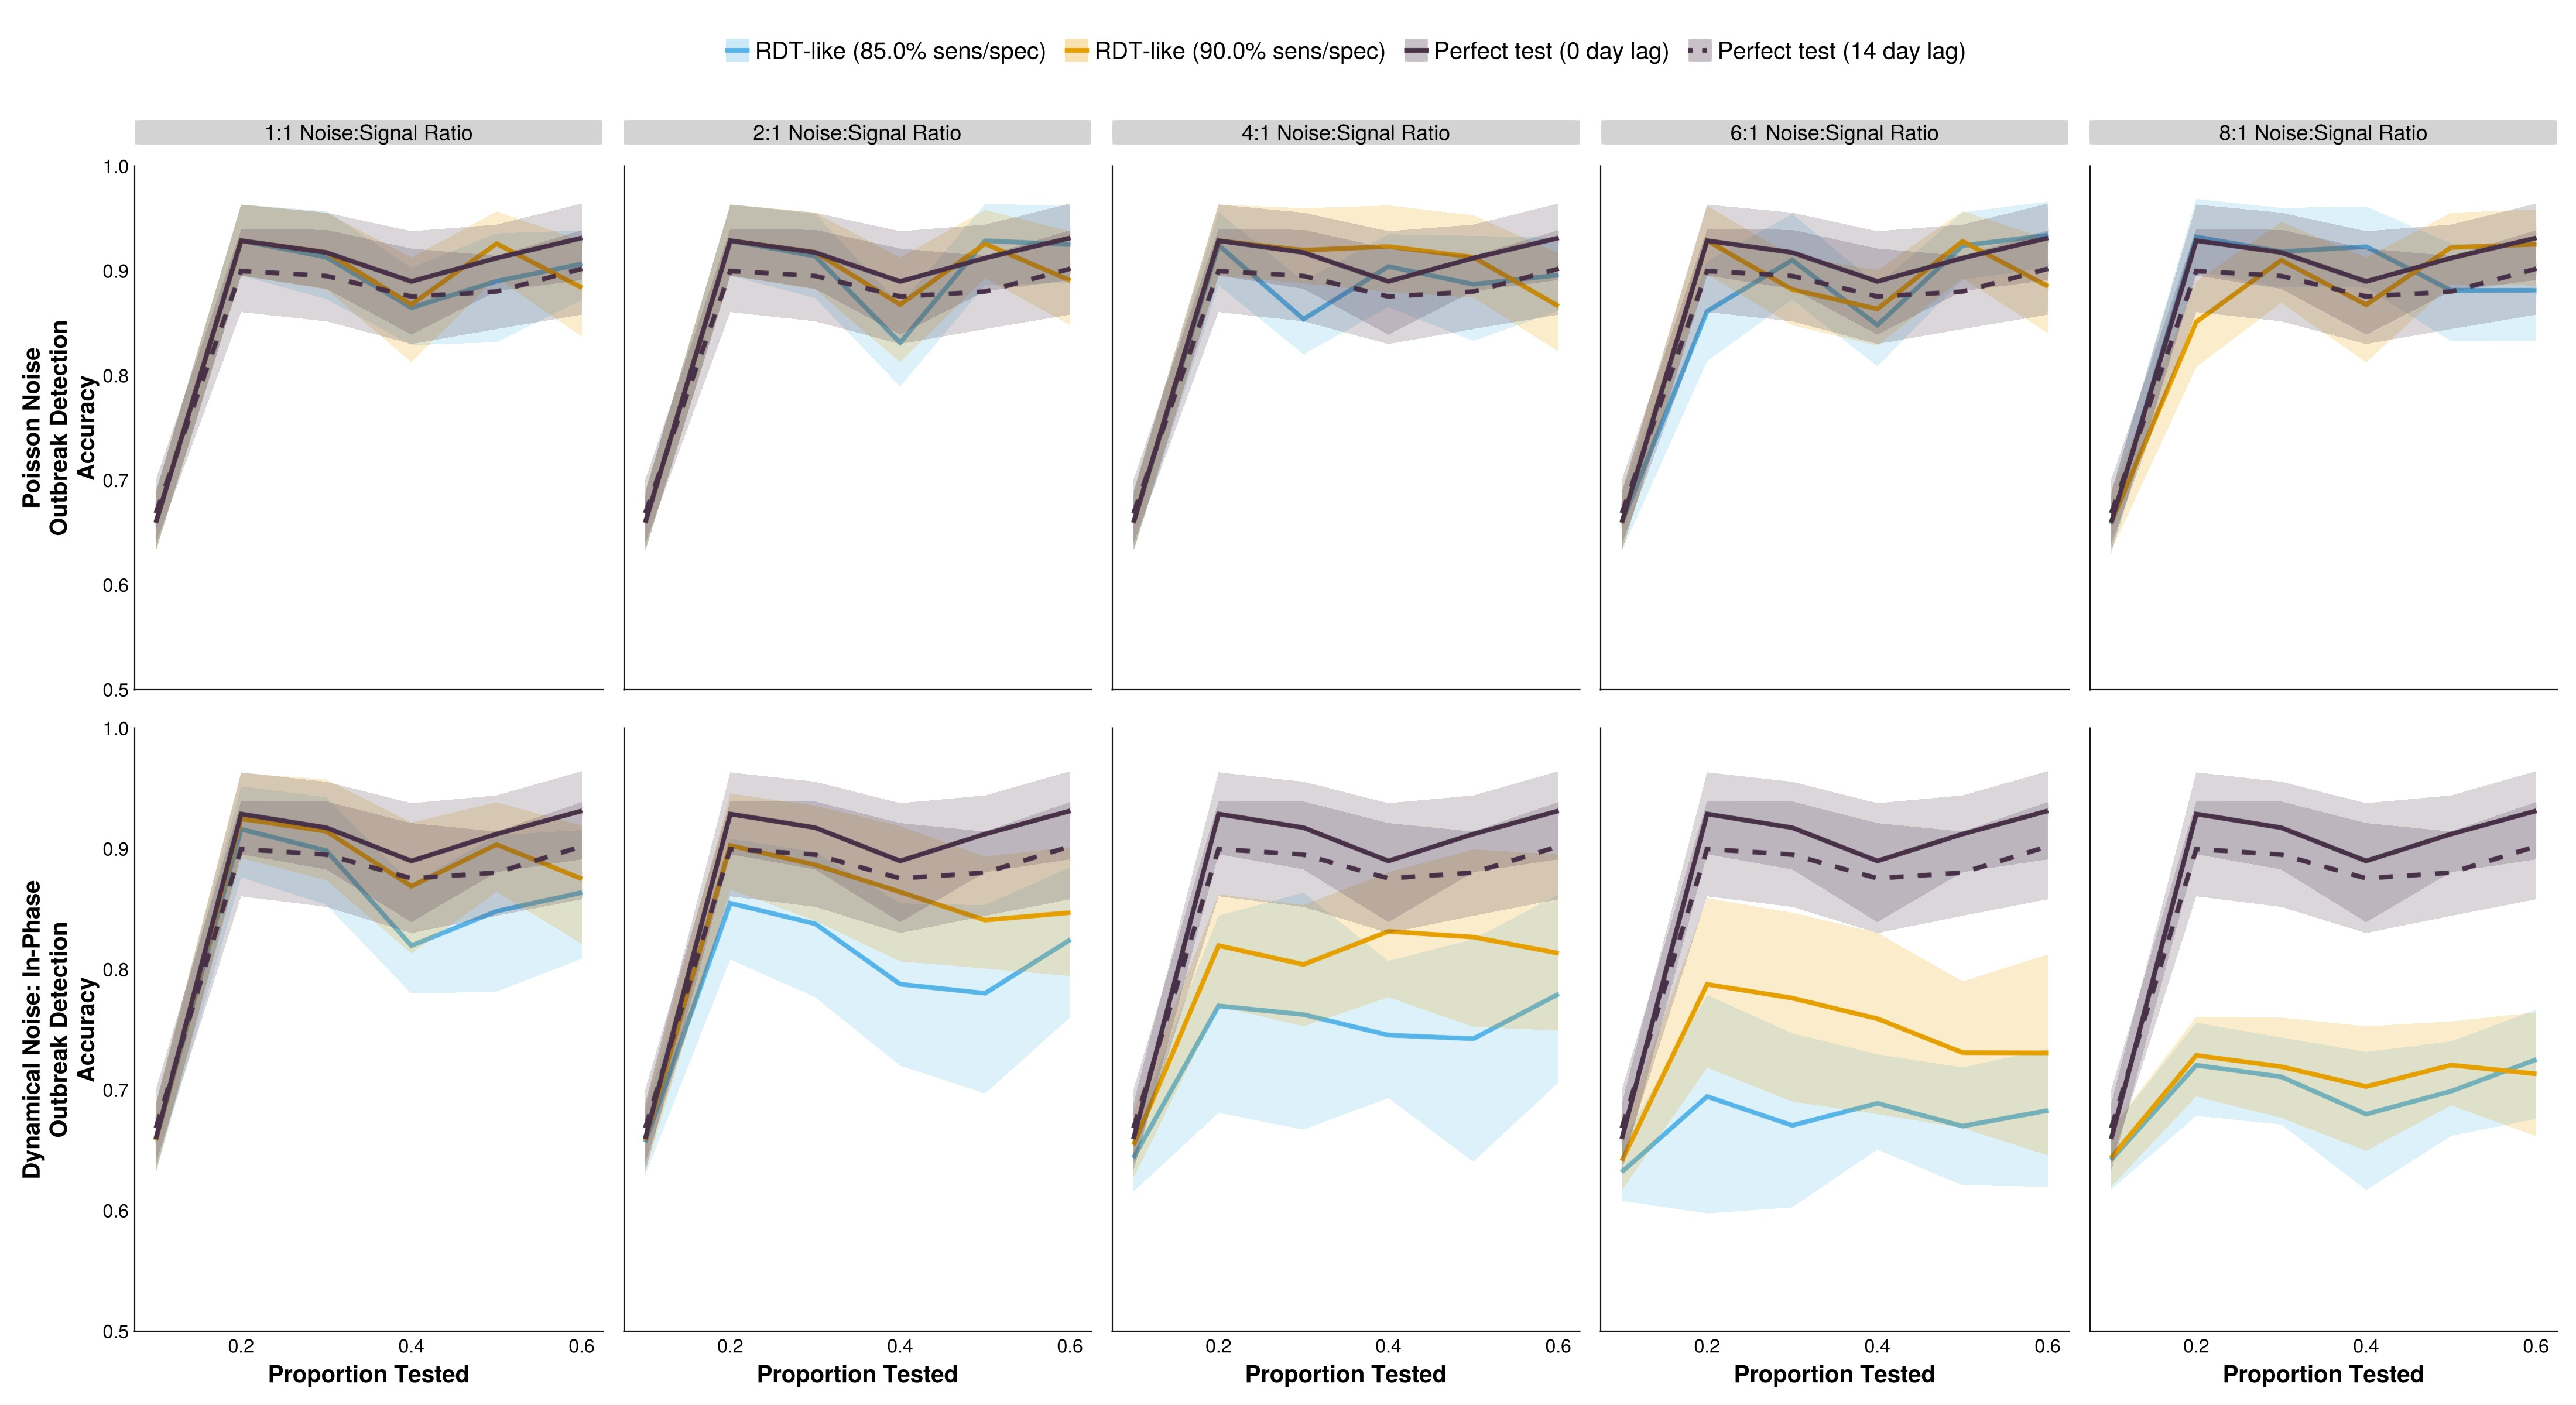 RDT-like (85.0% sens/spec) RDT-like (90.0% sens/spec) Perfect test (0 day lag) Perfect test (14 day lag)
1:1 Noise:Signal Ratio 2:1 Noise:Signal Ratio 4:1 Noise:Signal Ratio 6:1 Noise:Signal Ratio 8:1 Noise:Signal Ratio
Poisson Noise
Outbreak Detection
Accuracy
1.0
0.9
0.8
0.7
0.6
0.5
Dynamical Noise: In-Phase
Outbreak Detection
Accuracy
1.0
0.9
0.8
0.7
0.6
0.5
0.2 0.4 0.6 0.2 0.4 0.6 0.2 0.4 0.6 0.2 0.4 0.6 0.2 0.4 0.6
Proportion Tested Proportion Tested Proportion Tested Proportion Tested Proportion Tested